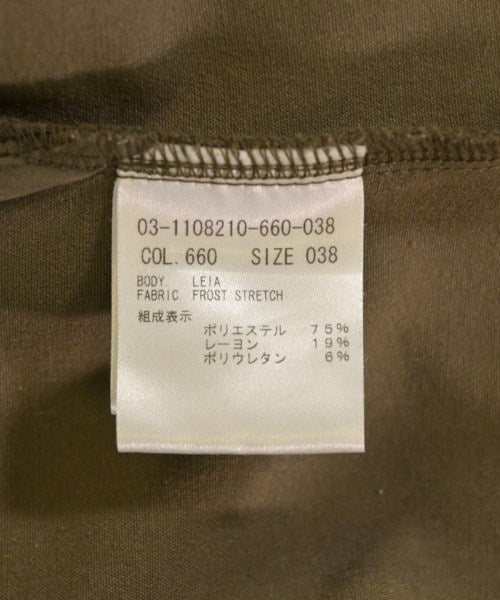 03-1108210-660-038
COL. 660 SIZE 038
BODY LEIA
FABRIC FROST STRETCH
組成表示
ポリエステル 75%
レーヨン 19%
ポリウレタン 6%